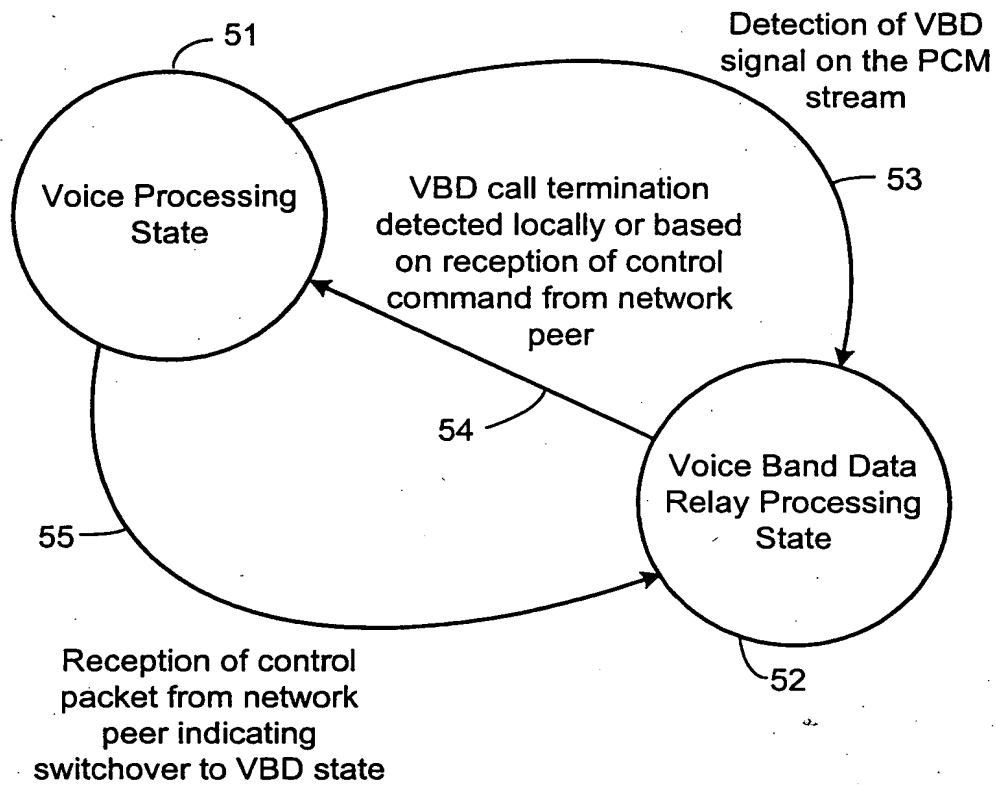 51
Detection of VBD
signal on the PCM
stream
53
Voice Processing
State
VBD call termination
detected locally or based
on reception of control
command from network
peer
54
Voice Band Data
Relay Processing
State
55
52
Reception of control
packet from network
peer indicating
switchover to VBD state